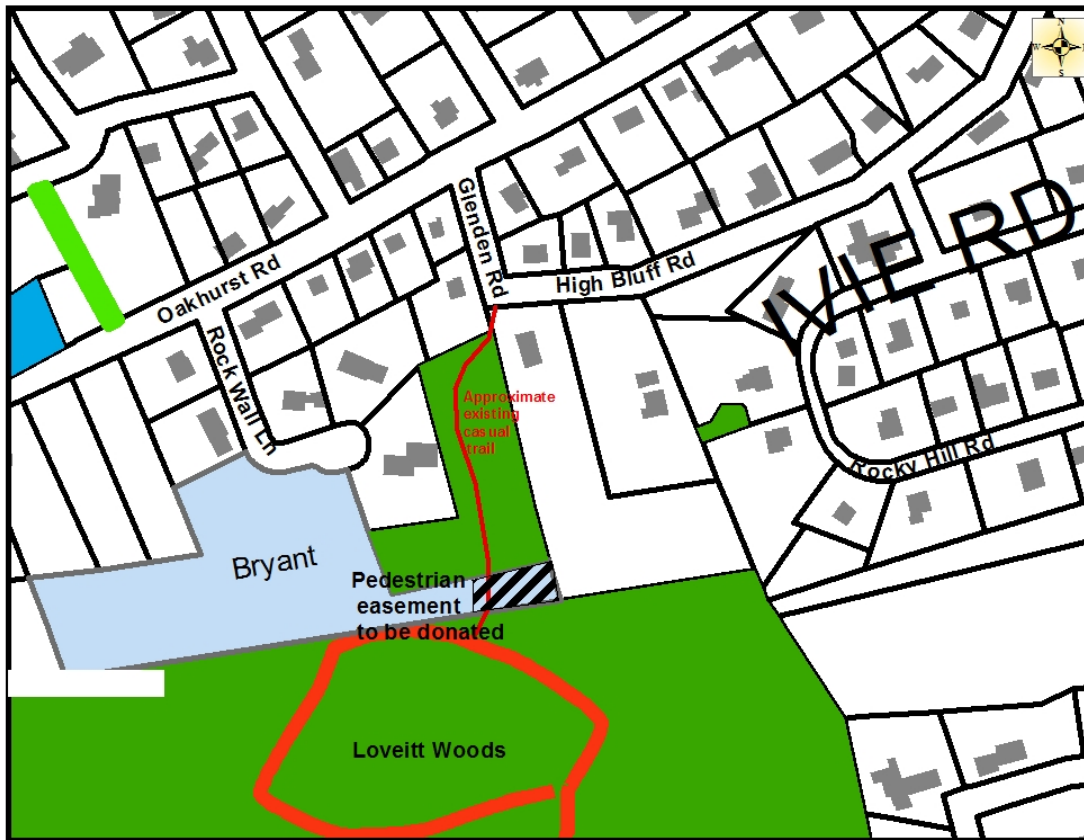 N
W
S
Glenden Rd
Oakhurst Rd
High Bluff Rd
IVIE RD
Rock Wall Ln
Approximate
existing
casual
trail
Rocky Hill Rd
Bryant
Pedestrian
easement
to be donated
Loveitt Woods